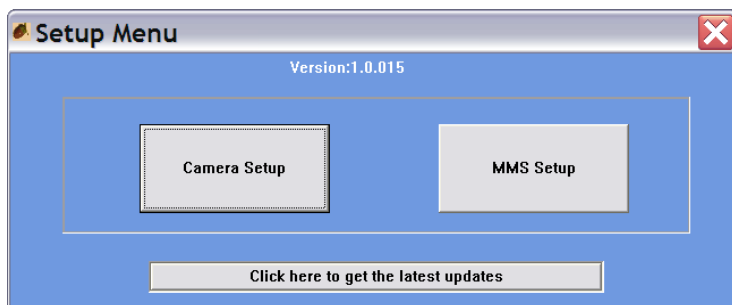 Setup Menu
Version:1.0.015
Camera Setup
MMS Setup
Click here to get the latest updates